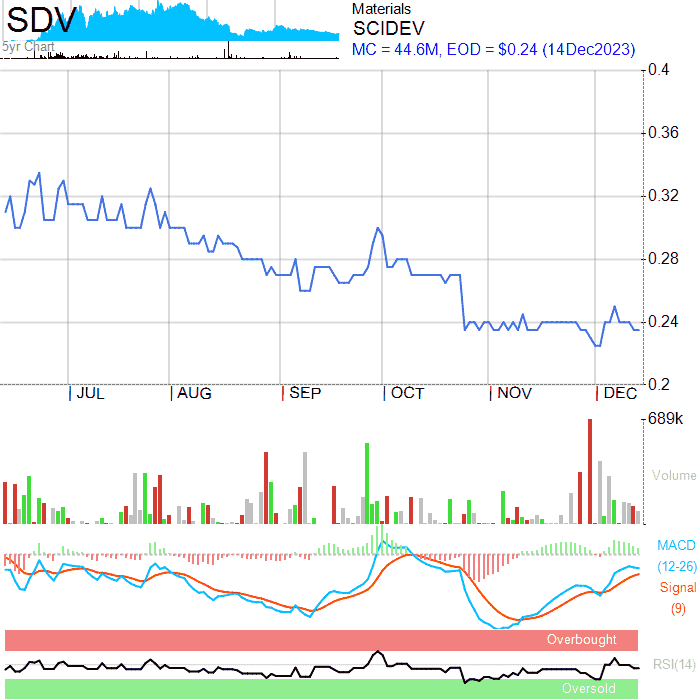 SDV
5yr Chart
Materials
SCIDEV
MC = 44.6M, EOD = $0.24 (14Dec2023)
0.4
0.36
0.32
0.28
0.24
0.2
JUL AUG SEP OCT NOV DEC
689k
Volume
MACD
(12-26)
Signal
(9)
Overbought
RSI(14)
Oversold